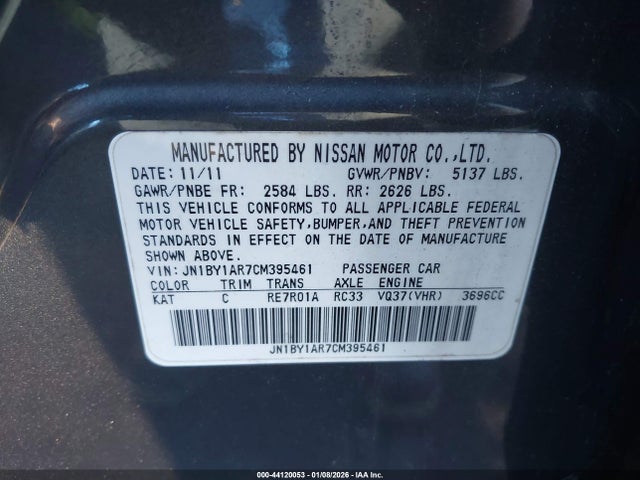 MANUFACTURED BY NISSAN MOTOR CO.,LTD.
DATE: 11/11 GVWR/PNBV: 5137 LBS.
GAWR/PNBE FR: 2584 LBS. RR: 2626 LBS.
THIS VEHICLE CONFORMS TO ALL APPLICABLE FEDERAL
MOTOR VEHICLE SAFETY,BUMPER,AND THEFT PREVENTION
STANDARDS IN EFFECT ON THE DATE OF MANUFACTURE
SHOWN ABOVE.
VIN: JN1BY1AR7CM395461 PASSENGER CAR
COLOR TRIM TRANS AXLE ENGINE
KAT C RE7R01A RC33 VQ37(VHR) 3696CC
JN1BY1AR7CM395461
000-44120053 - 01/08/2026 - IAA Inc.